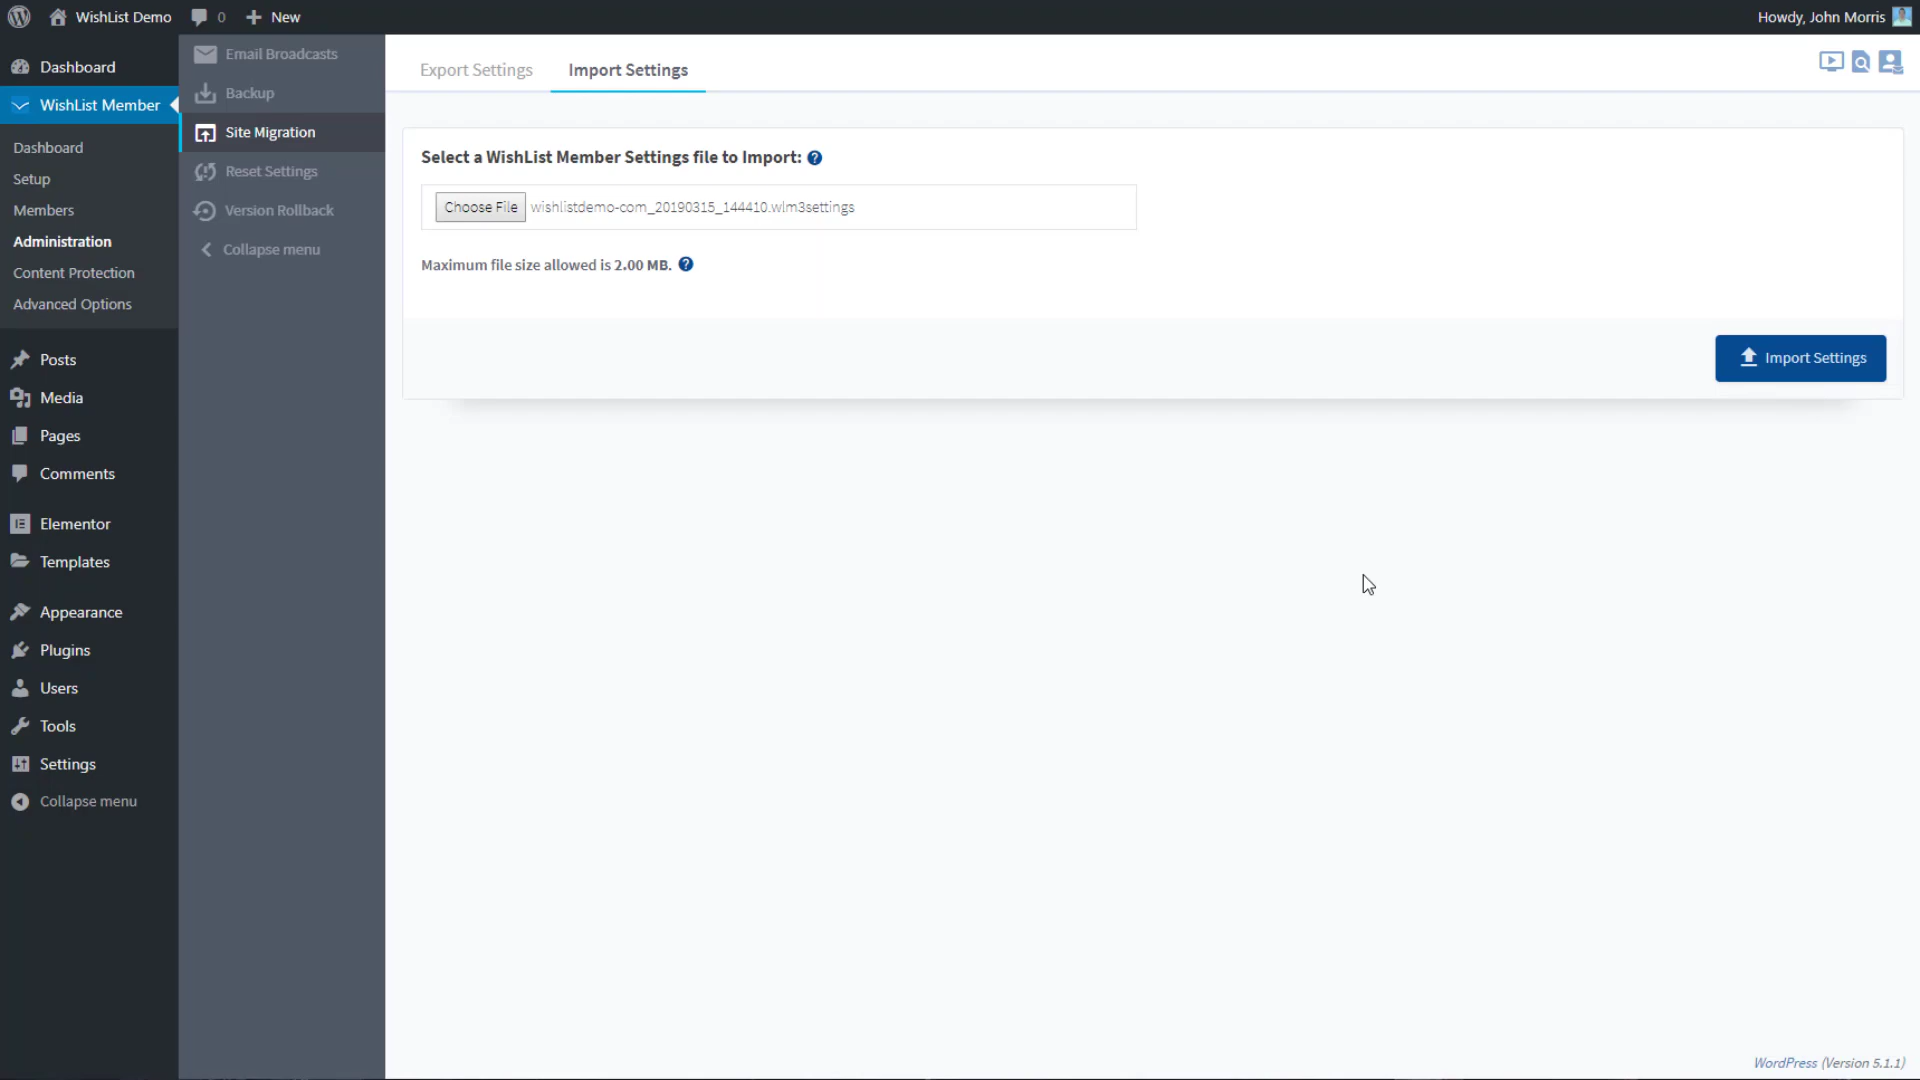 WishList Demo
0
New
Howdy, John Morris
Dashboard
WishList Member
Dashboard
Setup
Members
Administration
Content Protection
Advanced Options
Posts
Media
Pages
Comments
Elementor
Templates
Appearance
Plugins
Users
Tools
Settings
Collapse menu
Email Broadcasts
Backup
Site Migration
Reset Settings
Version Rollback
Collapse menu
Export Settings
Import Settings
Select a WishList Member Settings file to Import: ?
Choose File wishlistdemo-com_20190315_144410.wlm3settings
Maximum file size allowed is 2.00 MB. ?
Import Settings
WordPress (Version 5.1.1)